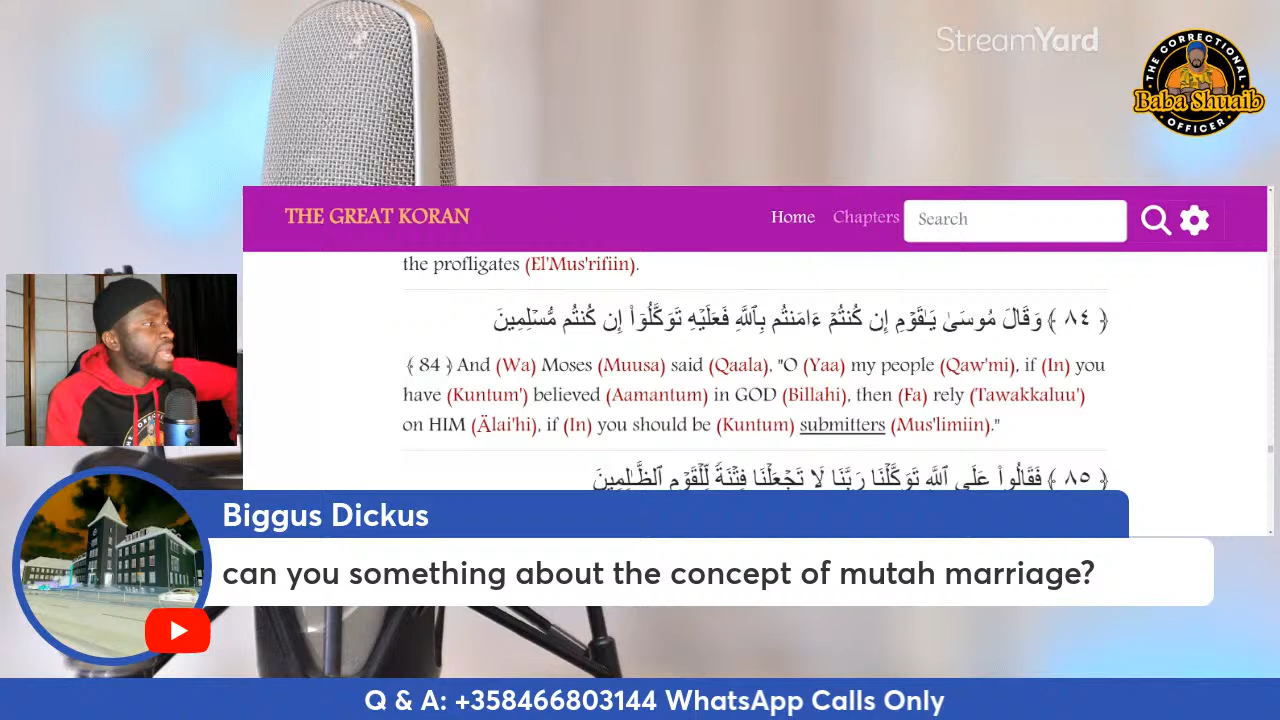 StreamYard
THE CORRECTIONAL
Baba Shuaib
OFFICER
THE GREAT KORAN
Home
Chapters
Search
the profligates (El'Mus'rifiin).
﴿ ٨٤ ﴾ وَقَالَ مُوسَىٰ يَـٰقَوْمِ إِن كُنتُمْ ءَامَنتُم بِٱللَّهِ فَعَلَيْهِ تَوَكَّلُوٓا۟ إِن كُنتُم مُّسْلِمِينَ
﴾ 84 ﴿ And (Wa) Moses (Muusa) said (Qaala), "O (Yaa) my people (Qaw'mi), if (In) you
have (Kuntum') believed (Aamantum) in GOD (Billahi), then (Fa) rely (Tawakkaluu')
on HIM (Älai'hi), if (In) you should be (Kuntum) submitters (Mus'limiin)."
﴿ ٨٥ ﴾ فَقَالُوا۟ عَلَى ٱللَّهِ تَوَكَّلْنَا رَبَّنَا لَا تَجْعَلْنَا فِتْنَةً لِّلْقَوْمِ ٱلظَّـٰلِمِينَ
Biggus Dickus
can you something about the concept of mutah marriage?
Q & A: +358466803144 WhatsApp Calls Only